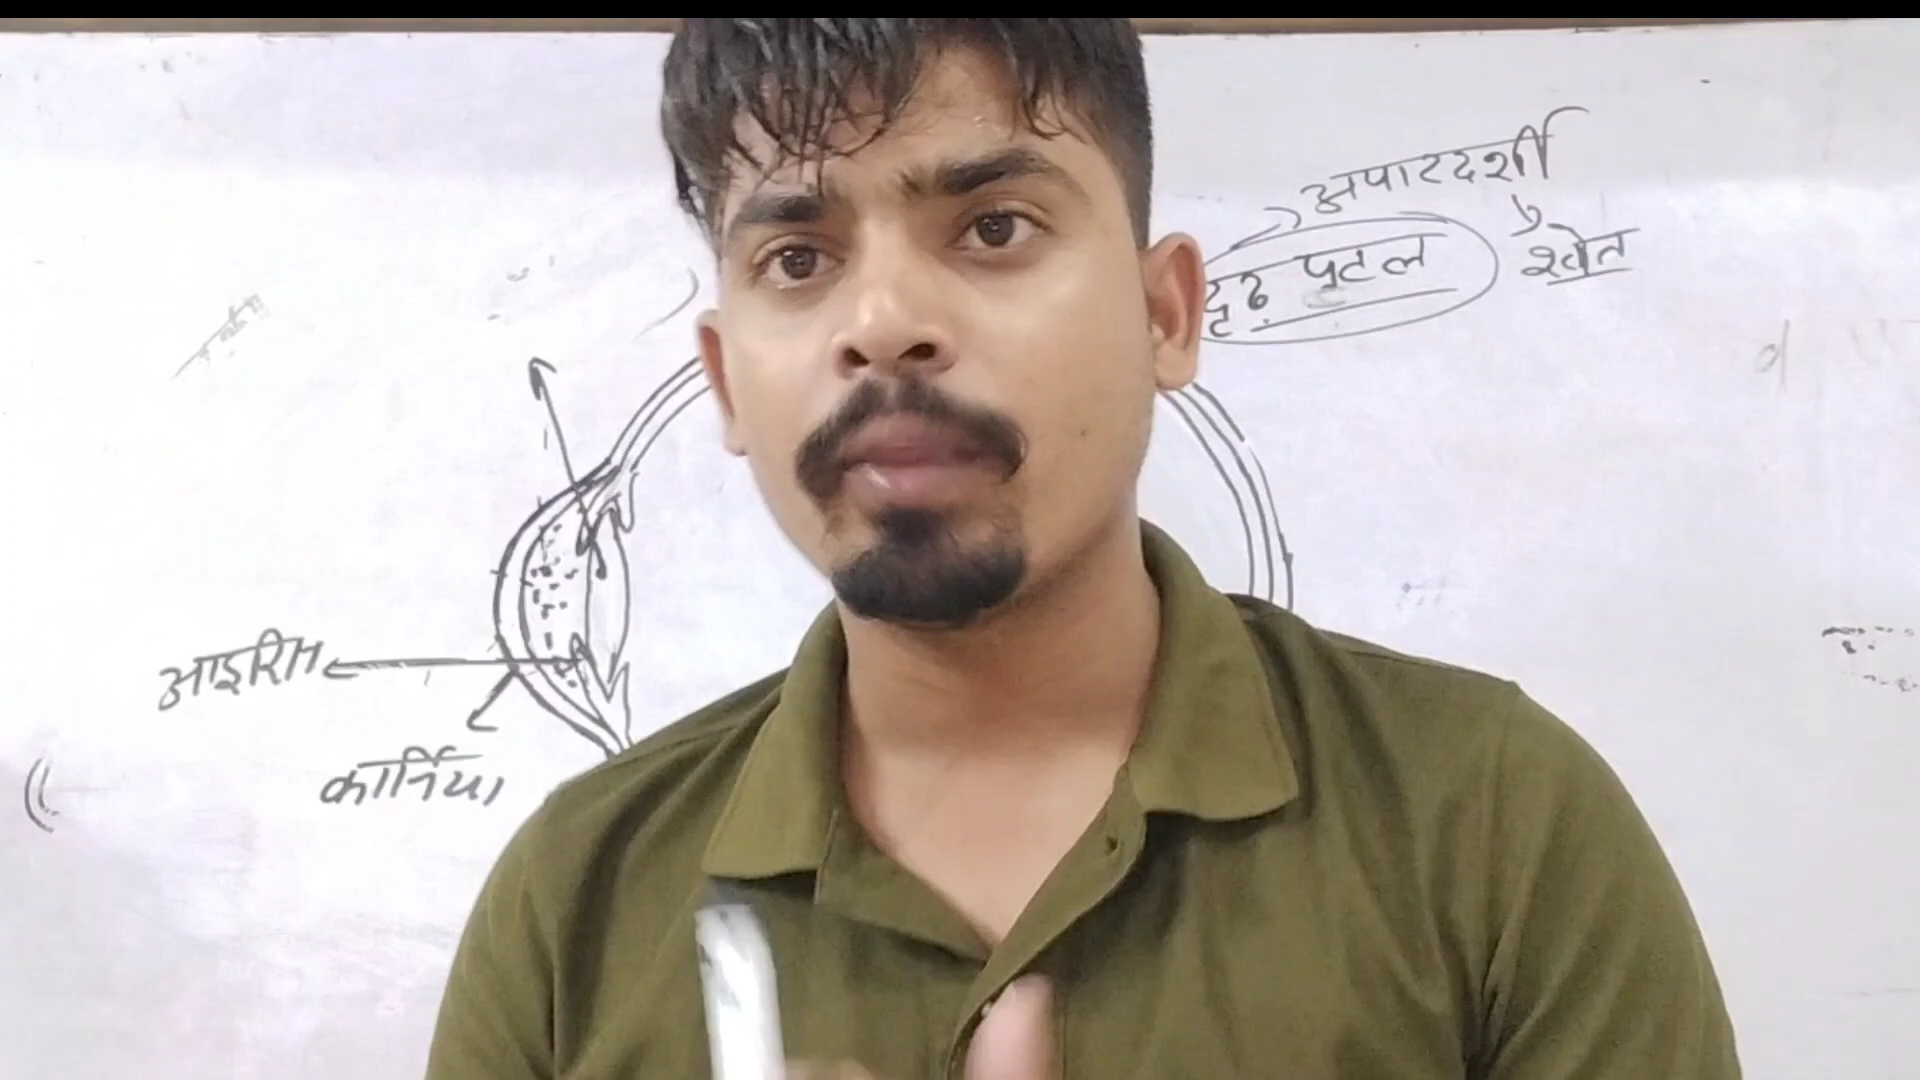 अपारदर्शी
दृढ़ पटल
श्वेत
आइरिस
कार्निया